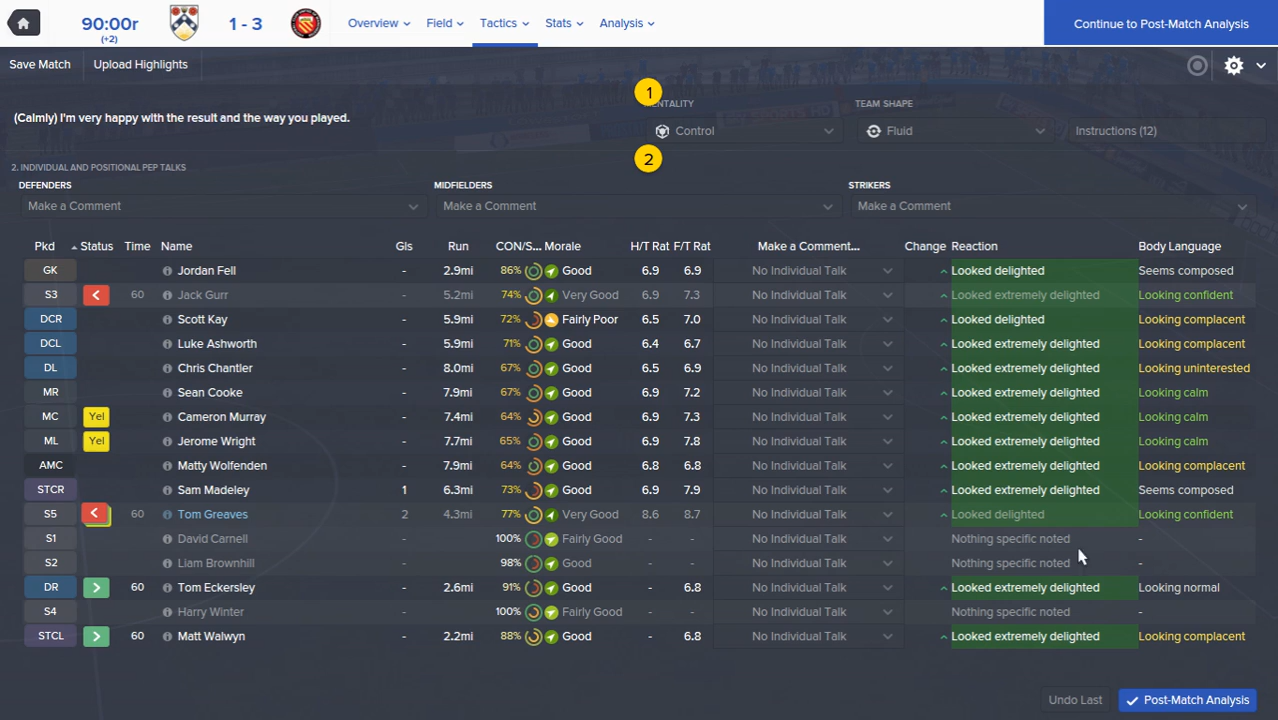 90:00r 1 - 3 Overview Field Tactics Stats Analysis Continue to Post-Match Analysis
(+2)
Save Match Upload Highlights
1
TEAM SHAPE
(Calmly) I'm very happy with the result and the way you played.
Control Fluid Instructions (12)
2
2. INDIVIDUAL AND POSITIONAL PEP TALKS
DEFENDERS MIDFIELDERS STRIKERS
Make a Comment Make a Comment Make a Comment
Pkd Status Time Name Gls Run CON/S... Morale H/T Rat F/T Rat Make a Comment... Change Reaction Body Language
GK Jordan Fell - 2.9mi 86% Good 6.9 6.9 No Individual Talk Looked delighted Seems composed
S3 60 Jack Gurr - 5.2mi 74% Very Good 6.9 7.3 No Individual Talk Looked extremely delighted Looking confident
DCR Scott Kay - 5.9mi 72% Fairly Poor 6.5 7.0 No Individual Talk Looked delighted Looking complacent
DCL Luke Ashworth - 5.9mi 71% Good 6.4 6.7 No Individual Talk Looked extremely delighted Looking complacent
DL Chris Chantler - 8.0mi 67% Good 6.5 6.9 No Individual Talk Looked extremely delighted Looking uninterested
MR Sean Cooke - 7.9mi 67% Good 6.9 7.2 No Individual Talk Looked extremely delighted Looking calm
MC Yel Cameron Murray - 7.4mi 64% Good 6.9 7.3 No Individual Talk Looked extremely delighted Looking calm
ML Yel Jerome Wright - 7.7mi 65% Good 6.9 7.8 No Individual Talk Looked extremely delighted Looking calm
AMC Matty Wolfenden - 7.9mi 64% Good 6.8 6.8 No Individual Talk Looked extremely delighted Looking complacent
STCR Sam Madeley 1 6.3mi 73% Good 6.9 7.9 No Individual Talk Looked extremely delighted Seems composed
S5 60 Tom Greaves 2 4.3mi 77% Very Good 8.6 8.7 No Individual Talk Looked delighted Looking confident
S1 David Carnell - - 100% Fairly Good - - No Individual Talk Nothing specific noted -
S2 Liam Brownhill - - 98% Good - - No Individual Talk Nothing specific noted -
DR 60 Tom Eckersley - 2.6mi 91% Good - 6.8 No Individual Talk Looked extremely delighted Looking normal
S4 Harry Winter - - 100% Fairly Good - - No Individual Talk Nothing specific noted -
STCL 60 Matt Walwyn - 2.2mi 88% Good - 6.8 No Individual Talk Looked extremely delighted Looking complacent
Undo Last Post-Match Analysis